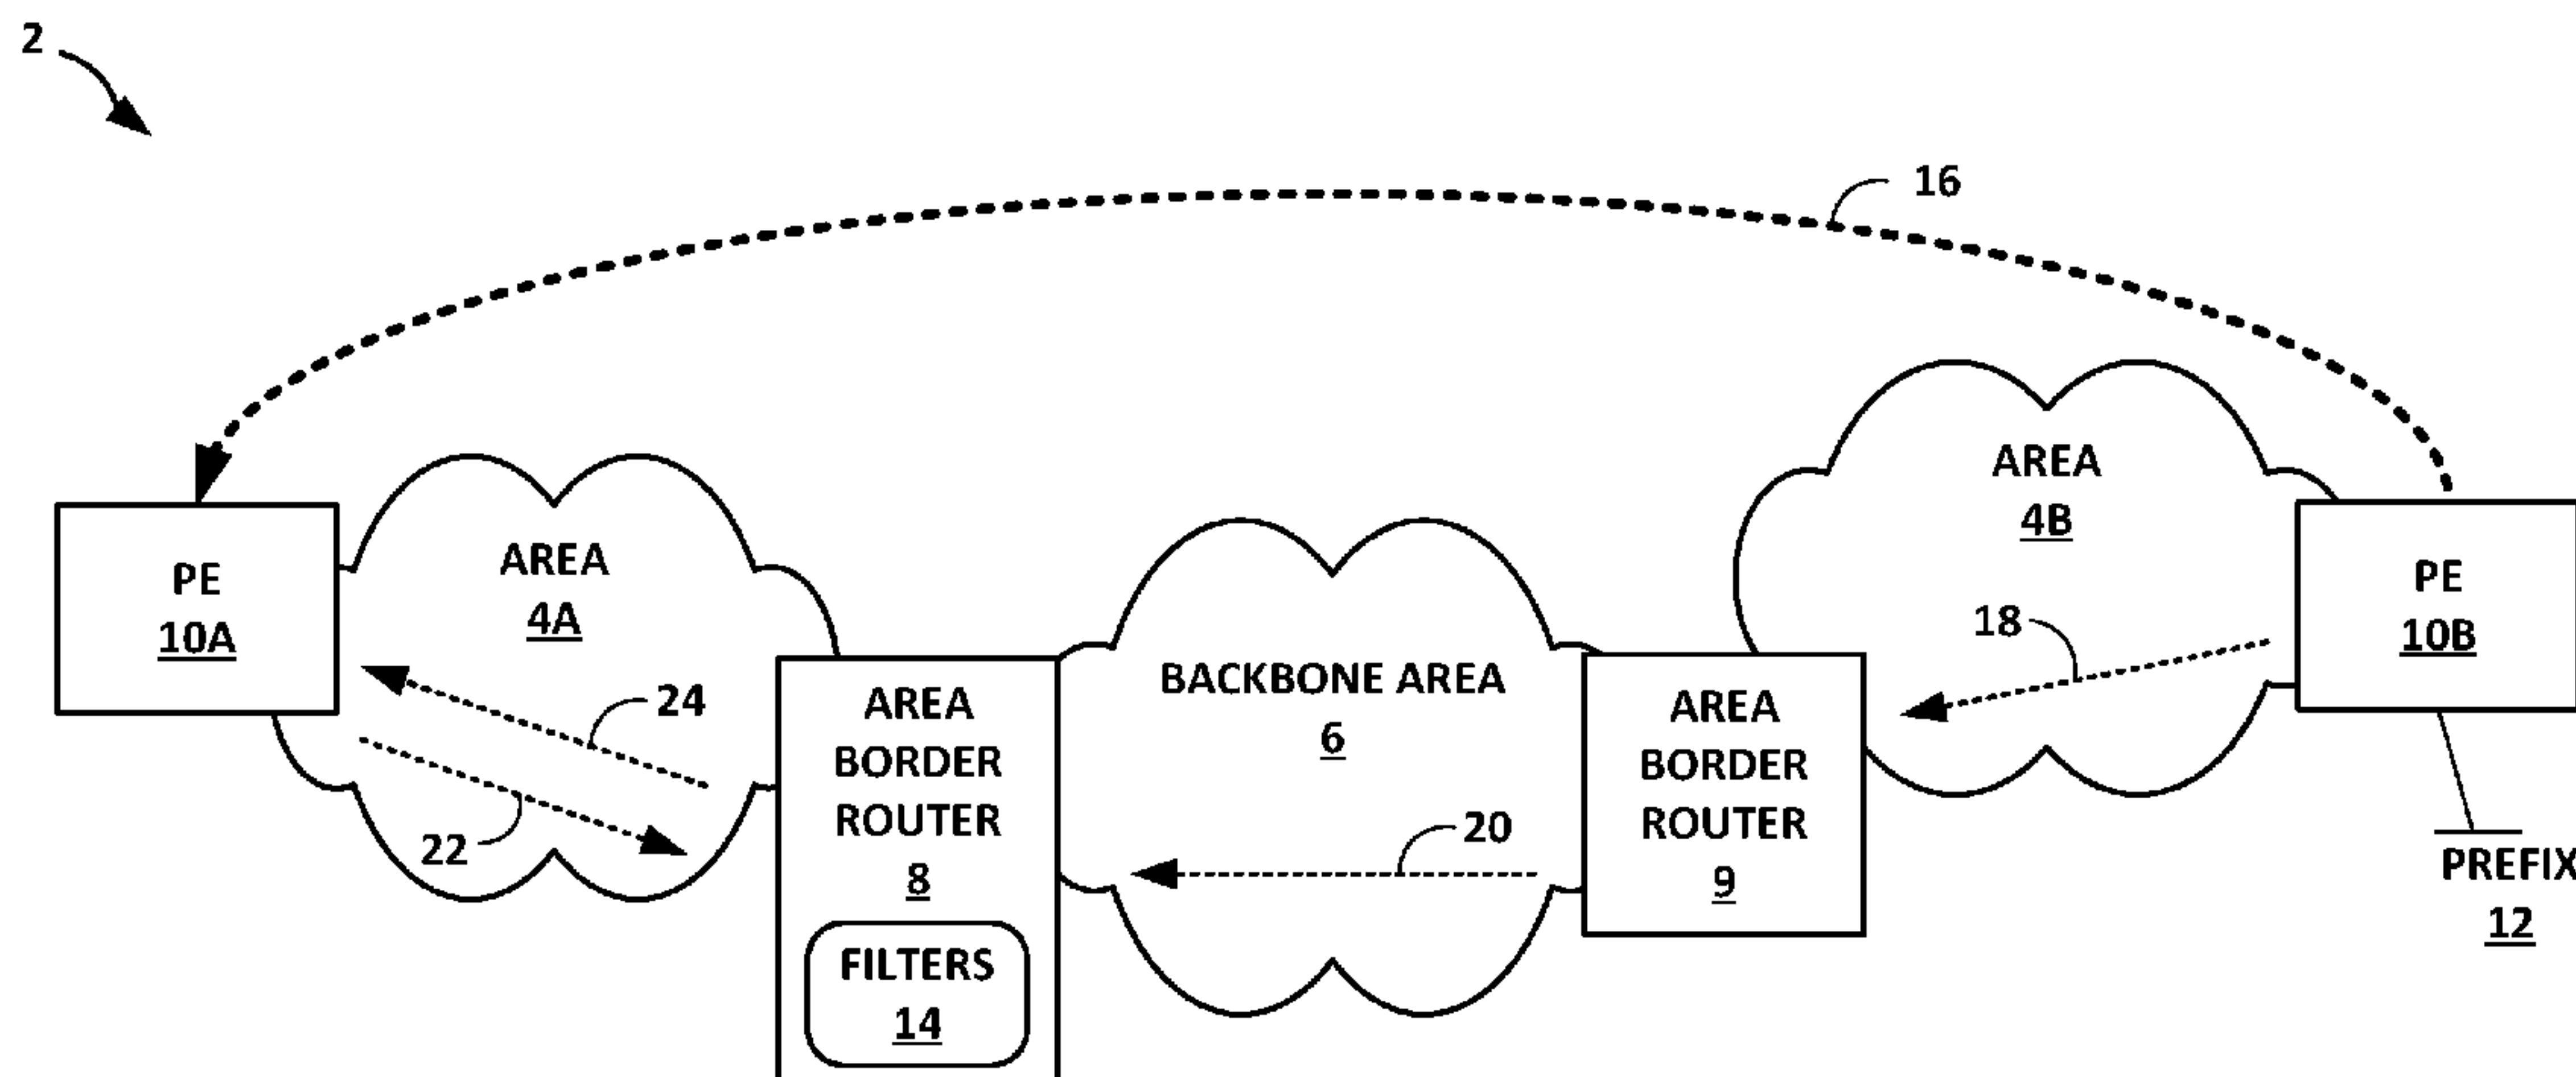 2
16
AREA
4B
PE
10A
AREA
4A
24
22
AREA
BORDER
ROUTER
8
FILTERS
14
BACKBONE AREA
6
20
AREA
BORDER
ROUTER
9
18
PE
10B
PREFIX
12